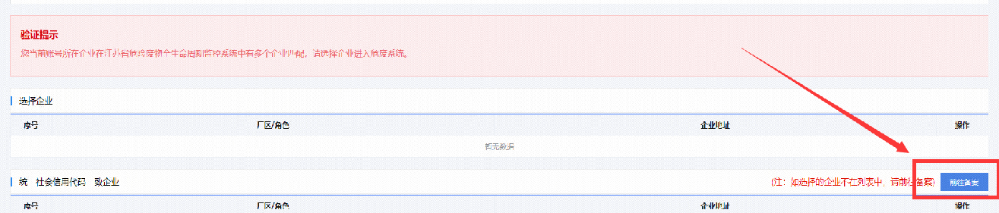 验证提示
您当前账号所在企业在江苏省危险废物全生命周期监控系统中有多个企业匹配，请选择企业进入危废系统。
选择企业
序号 厂区/角色 企业地址 操作
暂无数据
统一社会信用代码一致企业 (注：如选择的企业不在列表中，请前往备案) 前往备案
序号 厂区/角色 企业地址 操作